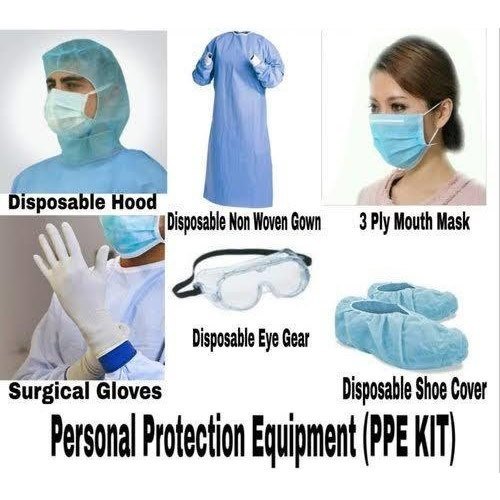 Disposable Hood
Disposable Non Woven Gown
3 Ply Mouth Mask
Surgical Gloves
Disposable Eye Gear
Disposable Shoe Cover
Personal Protection Equipment (PPE KIT)